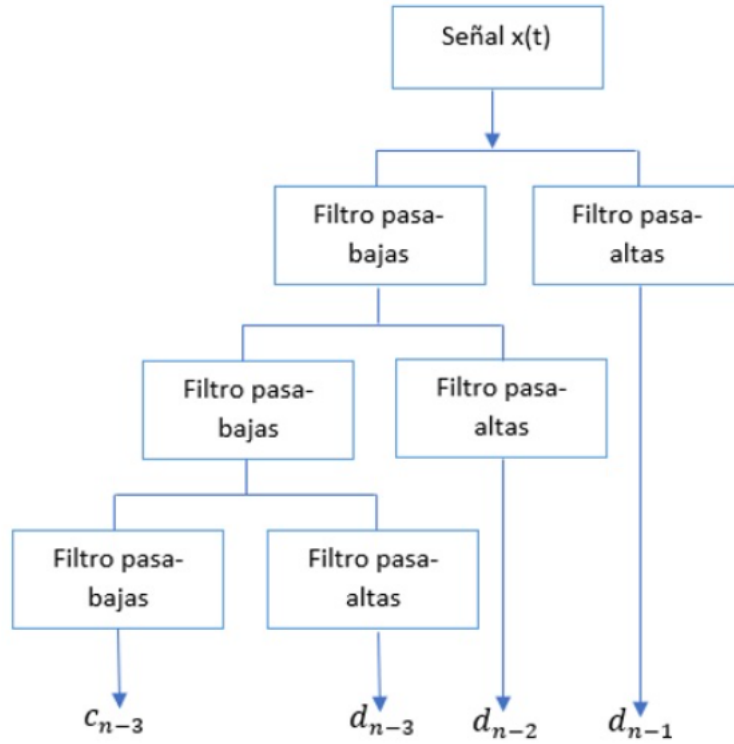 Señal x(t)
Filtro pasa-
bajas
Filtro pasa-
altas
Filtro pasa-
bajas
Filtro pasa-
altas
Filtro pasa-
bajas
Filtro pasa-
altas
c_{n-3}
d_{n-3}
d_{n-2}
d_{n-1}